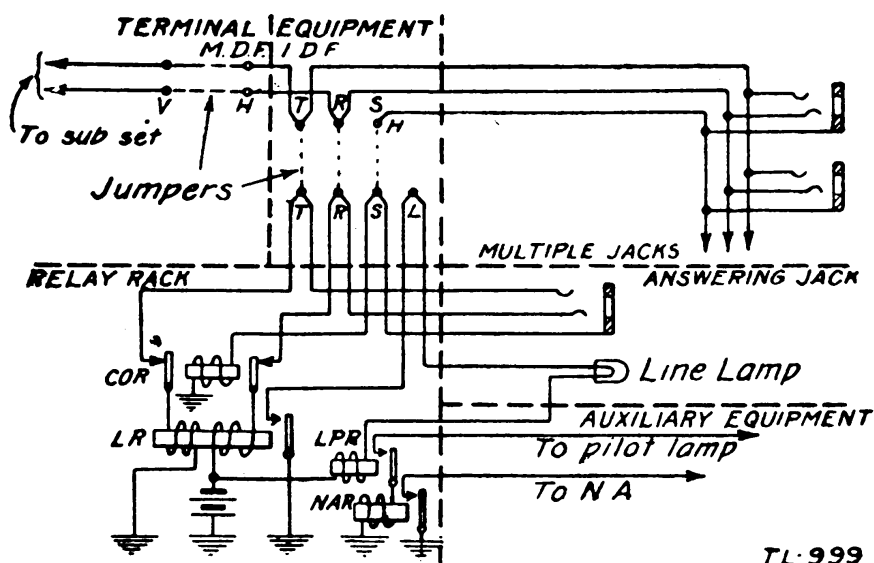 TERMINAL EQUIPMENT
M.D.F. I D F
V H T R S H
To sub set
Jumpers
T R S L
MULTIPLE JACKS
RELAY RACK
ANSWERING JACK
COR
Line Lamp
AUXILIARY EQUIPMENT
LR
LPR
To pilot lamp
To N A
NAR
TL-999